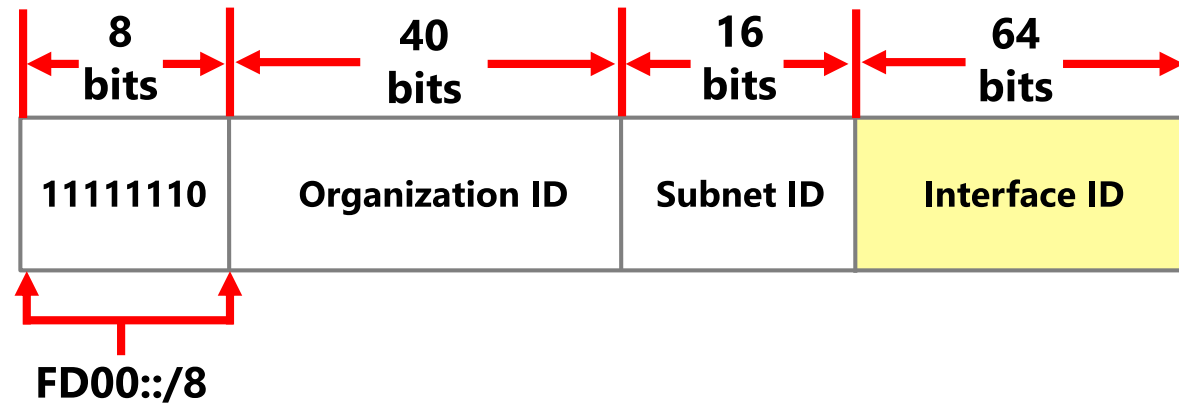 8
bits
40
bits
16
bits
64
bits
11111110
Organization ID
Subnet ID
Interface ID
FD00::/8